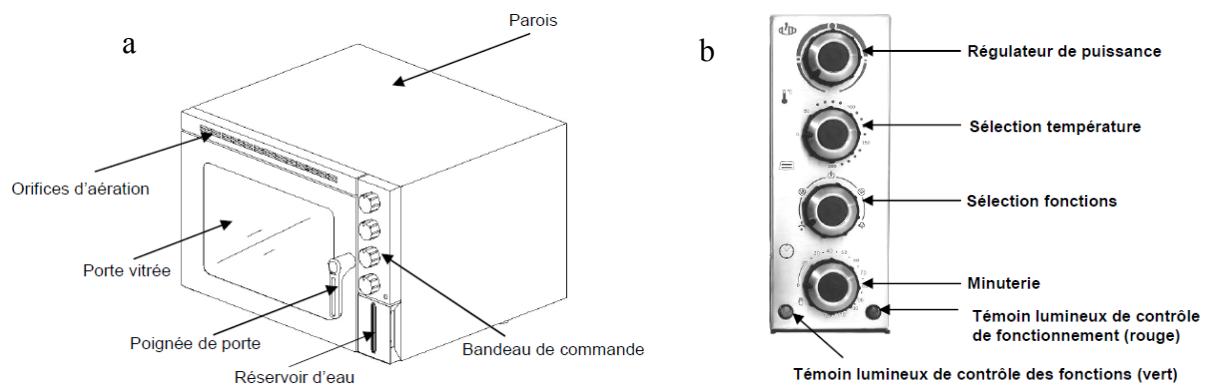 a
Parois
Orifices d'aération
Porte vitrée
Poignée de porte
Réservoir d'eau
Bandeau de commande
b
Régulateur de puissance
Sélection température
Sélection fonctions
Minuterie
Témoin lumineux de contrôle
de fonctionnement (rouge)
Témoin lumineux de contrôle des fonctions (vert)